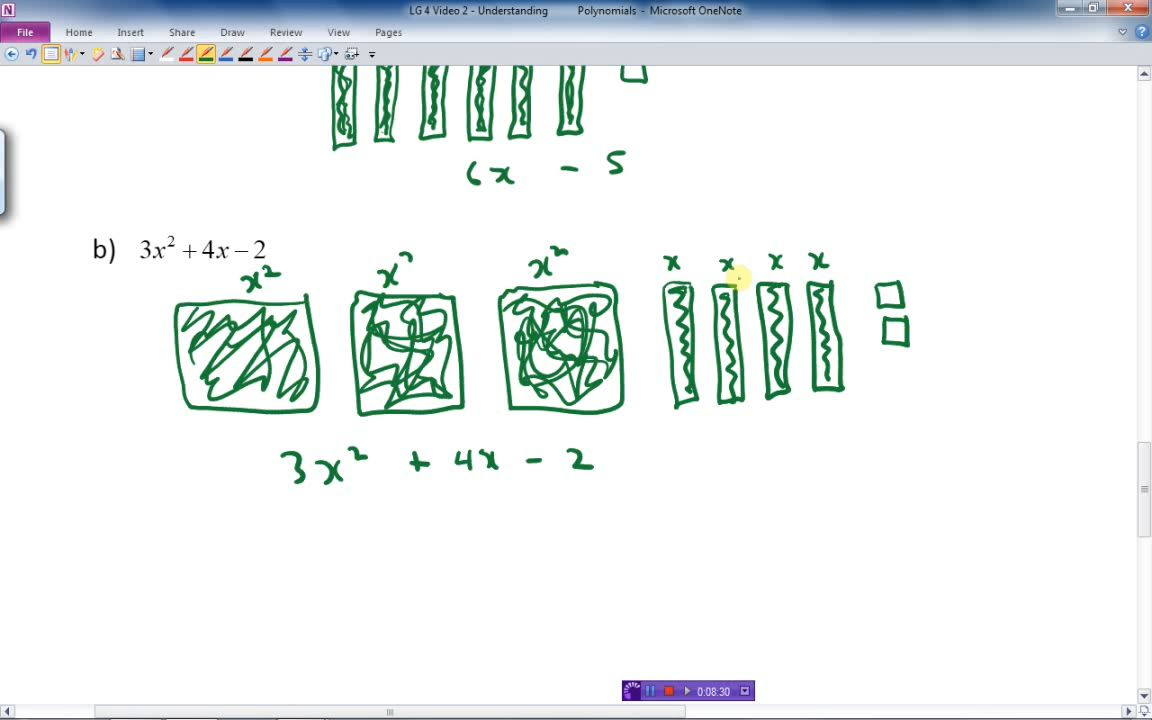 LG 4 Video 2 - Understanding Polynomials - Microsoft OneNote
File Home Insert Share Draw Review View Pages
6x - 5
b) 3x² + 4x − 2
x² x² x² x x x x
3x² + 4x - 2
0:08:30